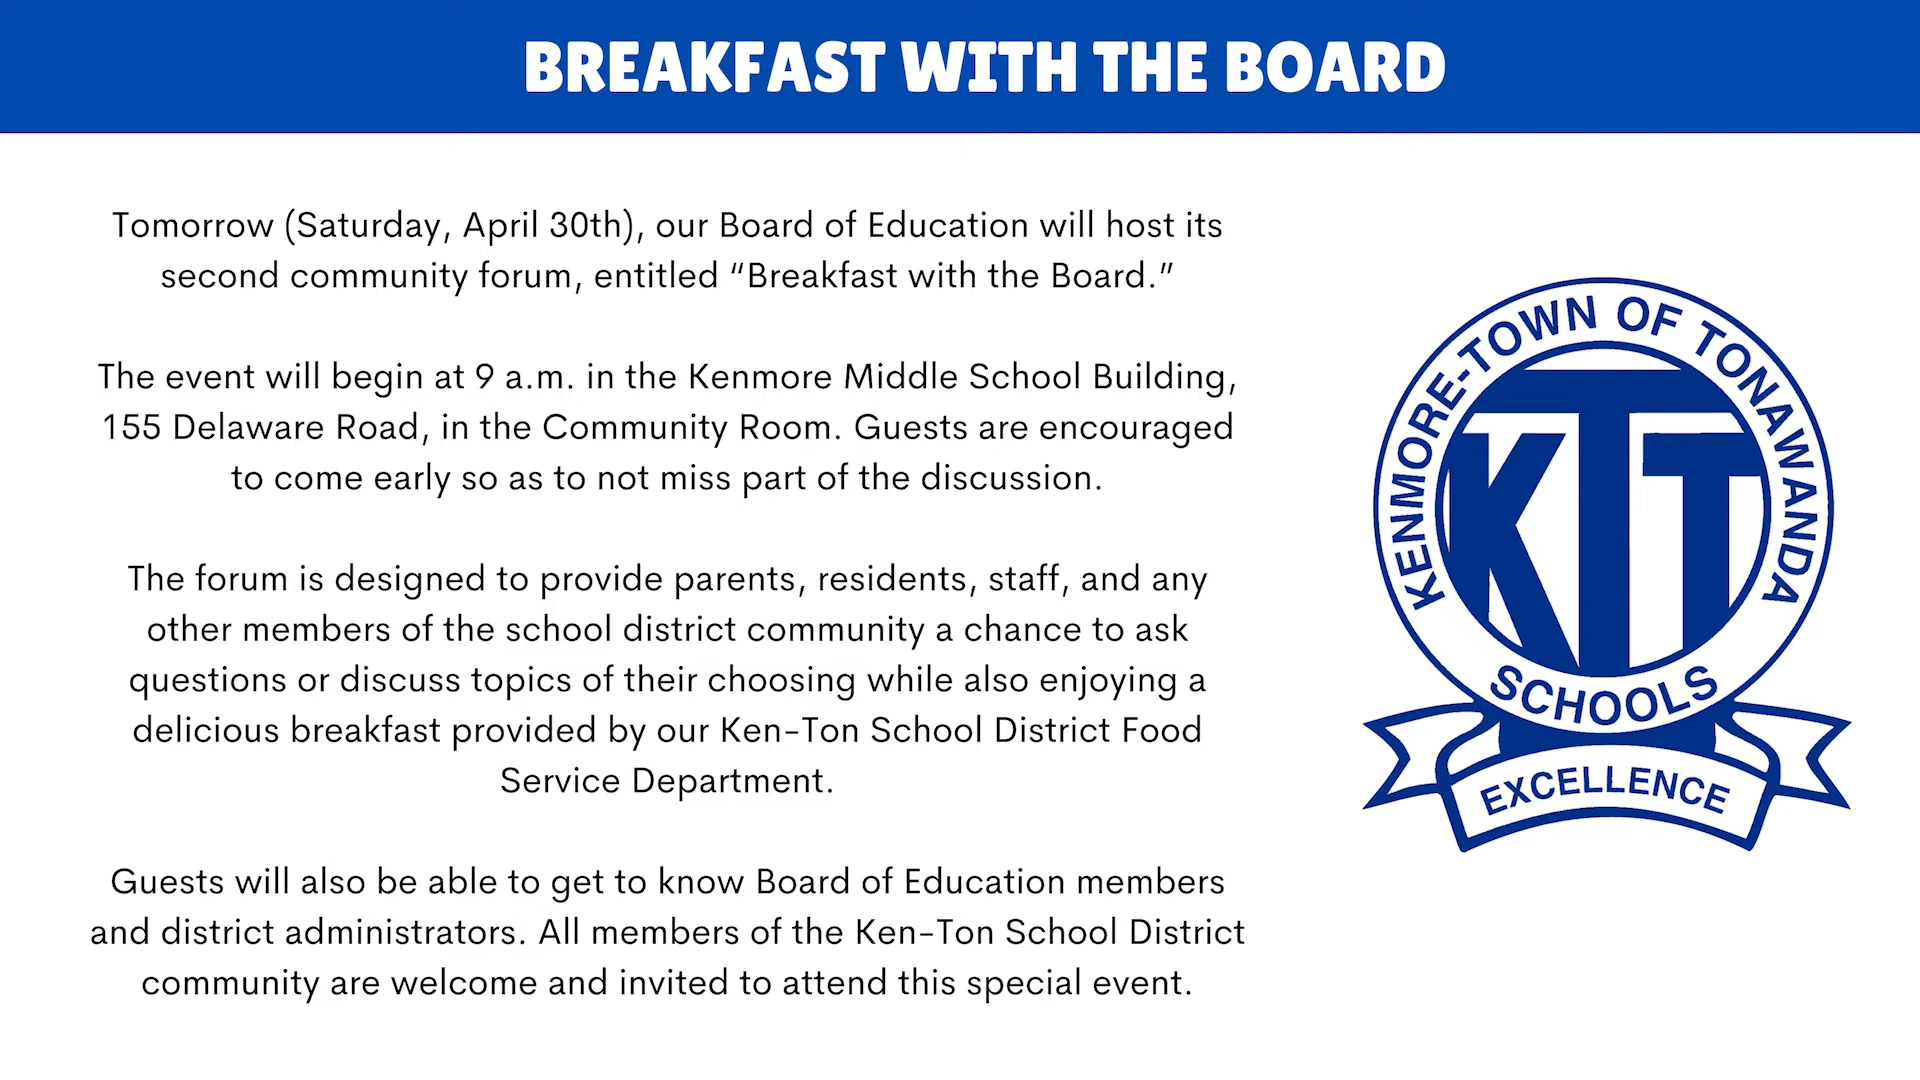 BREAKFAST WITH THE BOARD
Tomorrow (Saturday, April 30th), our Board of Education will host its
second community forum, entitled “Breakfast with the Board.”
The event will begin at 9 a.m. in the Kenmore Middle School Building,
155 Delaware Road, in the Community Room. Guests are encouraged
to come early so as to not miss part of the discussion.
The forum is designed to provide parents, residents, staff, and any
other members of the school district community a chance to ask
questions or discuss topics of their choosing while also enjoying a
delicious breakfast provided by our Ken-Ton School District Food
Service Department.
Guests will also be able to get to know Board of Education members
and district administrators. All members of the Ken-Ton School District
community are welcome and invited to attend this special event.
KENMORE-TOWN OF TONAWANDA
KTT
SCHOOLS
EXCELLENCE